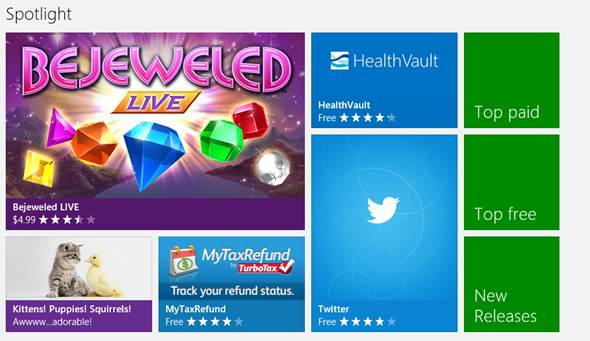 Spotlight
BEJEWELED
LIVE
Bejeweled LIVE
$4.99
HealthVault
HealthVault
Free
Top paid
Twitter
Free
Top free
Kittens! Puppies! Squirrels!
Awwww...adorable!
MyTaxRefund
by TurboTax
Track your refund status.
MyTaxRefund
Free
New
Releases